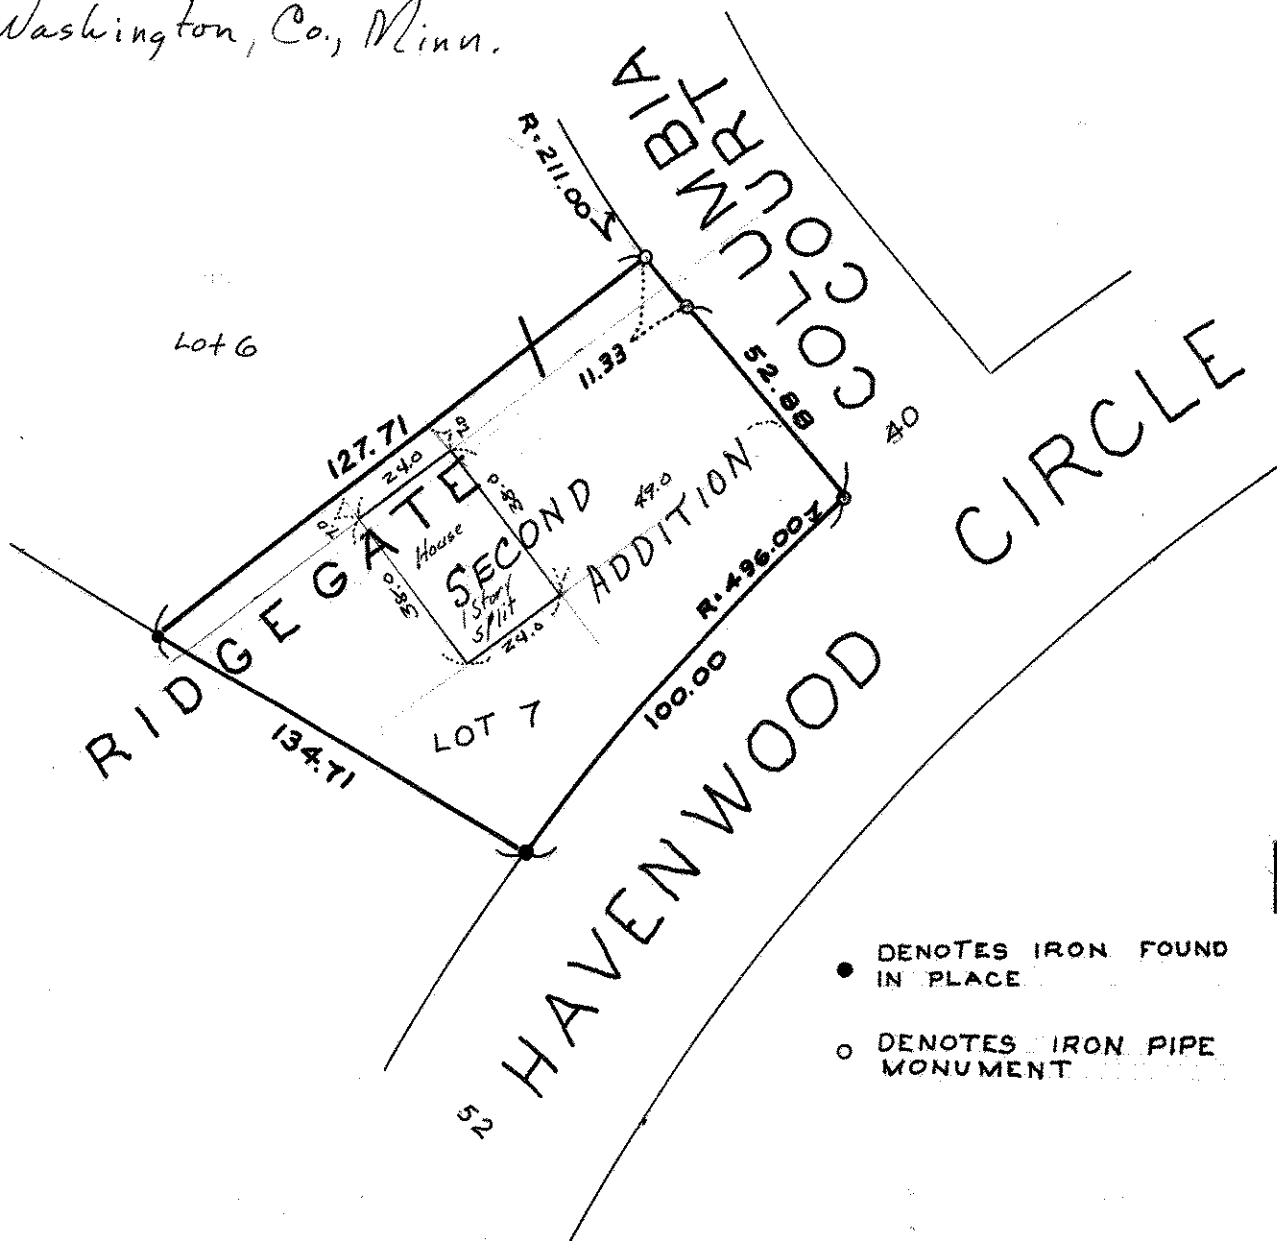 Washington, Co., Minn.
COLUMBIA
COURT
R=211.00
Lot 6
11.33
52.88
127.71
24.0
7.2
40
CIRCLE
RIDGEGATE
SECOND
ADDITION
49.0
38.0
7.0
House
1 Story
split
38.0
24.0
R=496.00
100.00
LOT 7
134.71
HAVENWOOD
52
DENOTES IRON FOUND
IN PLACE
DENOTES IRON PIPE
MONUMENT